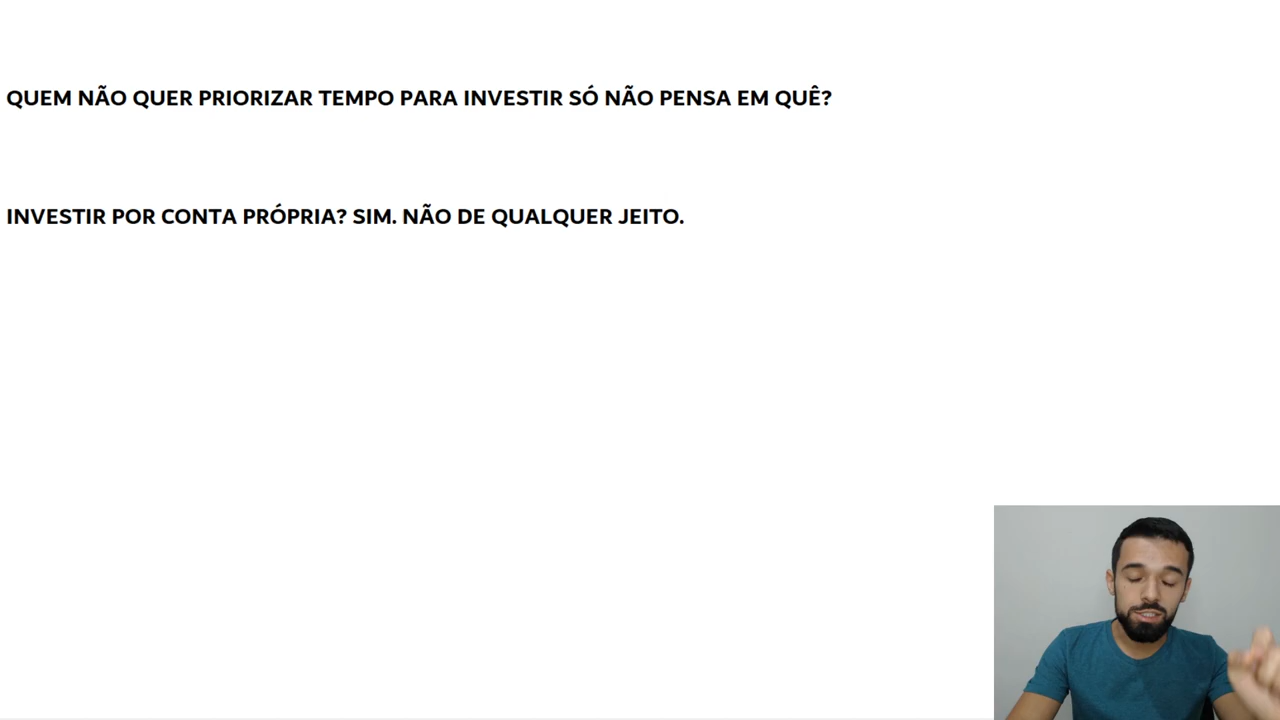 QUEM NÃO QUER PRIORIZAR TEMPO PARA INVESTIR SÓ NÃO PENSA EM QUÊ?
INVESTIR POR CONTA PRÓPRIA? SIM. NÃO DE QUALQUER JEITO.